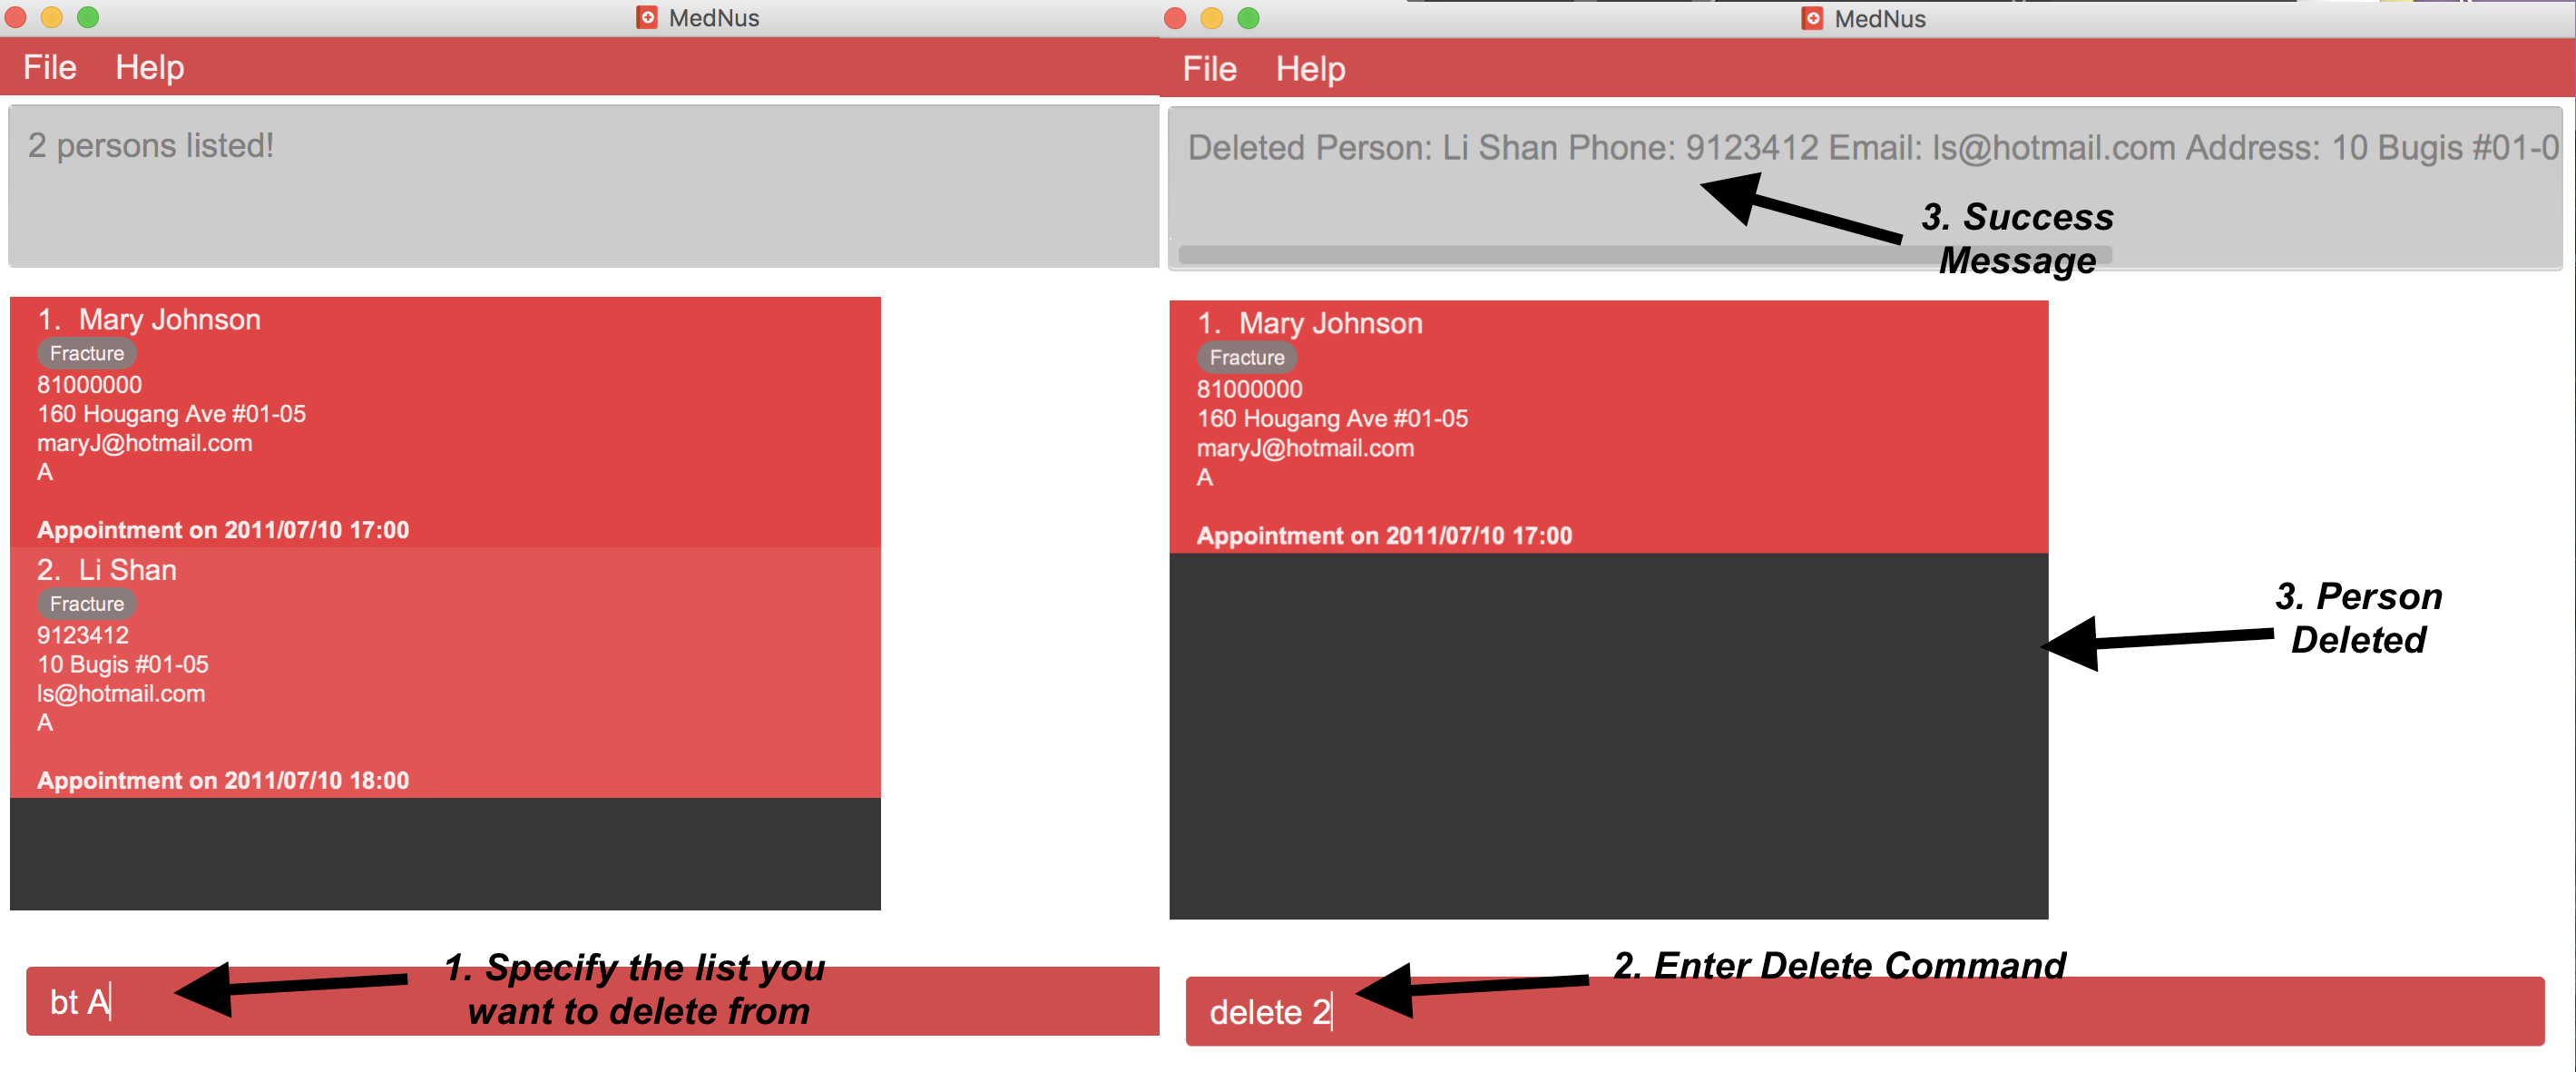 MedNus
File Help
2 persons listed!
1. Mary Johnson
Fracture
81000000
160 Hougang Ave #01-05
maryJ@hotmail.com
A
Appointment on 2011/07/10 17:00
2. Li Shan
Fracture
9123412
10 Bugis #01-05
ls@hotmail.com
A
Appointment on 2011/07/10 18:00
1. Specify the list you
want to delete from
bt A
MedNus
File Help
Deleted Person: Li Shan Phone: 9123412 Email: ls@hotmail.com Address: 10 Bugis #01-0
3. Success
Message
1. Mary Johnson
Fracture
81000000
160 Hougang Ave #01-05
maryJ@hotmail.com
A
Appointment on 2011/07/10 17:00
3. Person
Deleted
2. Enter Delete Command
delete 2